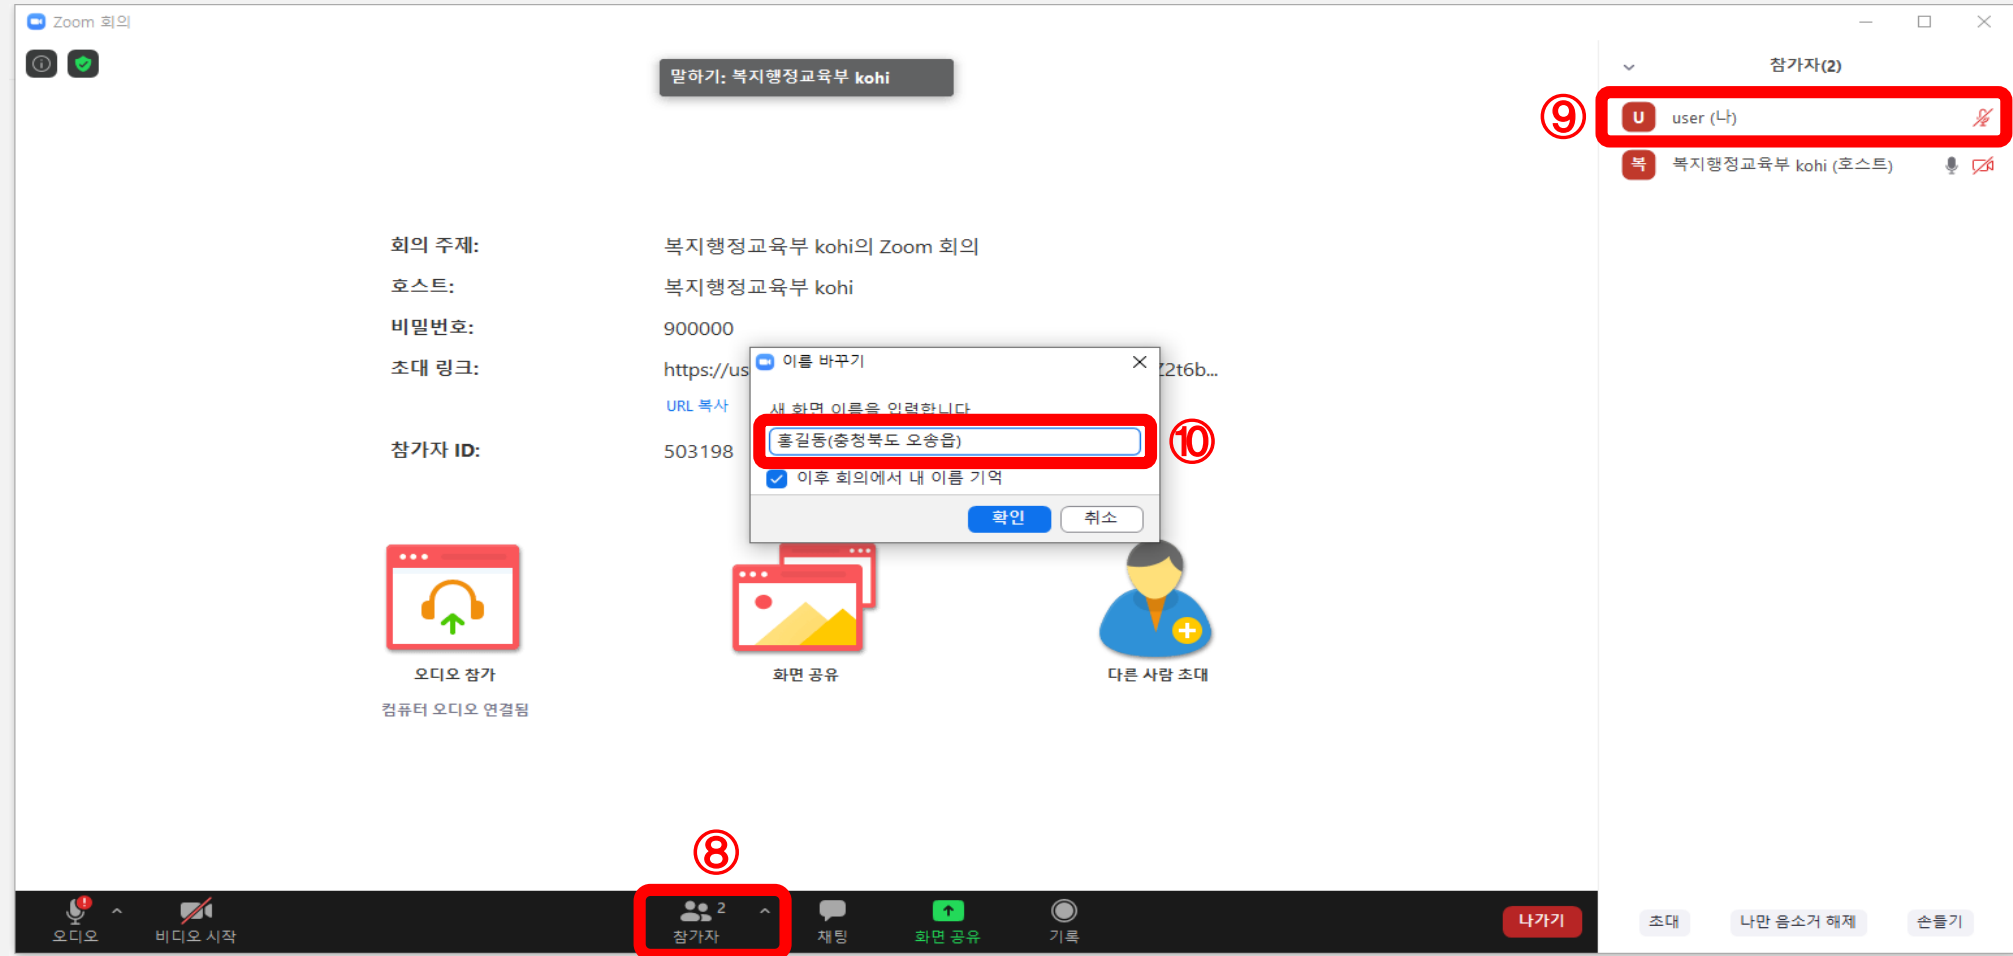 Zoom 회의
말하기: 복지행정교육부 kohi
참가자(2)
⑨
U user (나)
복 복지행정교육부 kohi (호스트)
회의 주제: 복지행정교육부 kohi의 Zoom 회의
호스트: 복지행정교육부 kohi
비밀번호: 900000
초대 링크: https://us Z2t6b...
URL 복사
참가자 ID: 503198
이름 바꾸기
새 화면 이름을 입력합니다
홍길동(충청북도 오송읍)
⑩
이후 회의에서 내 이름 기억
확인 취소
오디오 참가 화면 공유 다른 사람 초대
컴퓨터 오디오 연결됨
⑧
오디오 비디오 시작 참가자 2 채팅 화면 공유 기록 나가기 초대 나만 음소거 해제 손들기